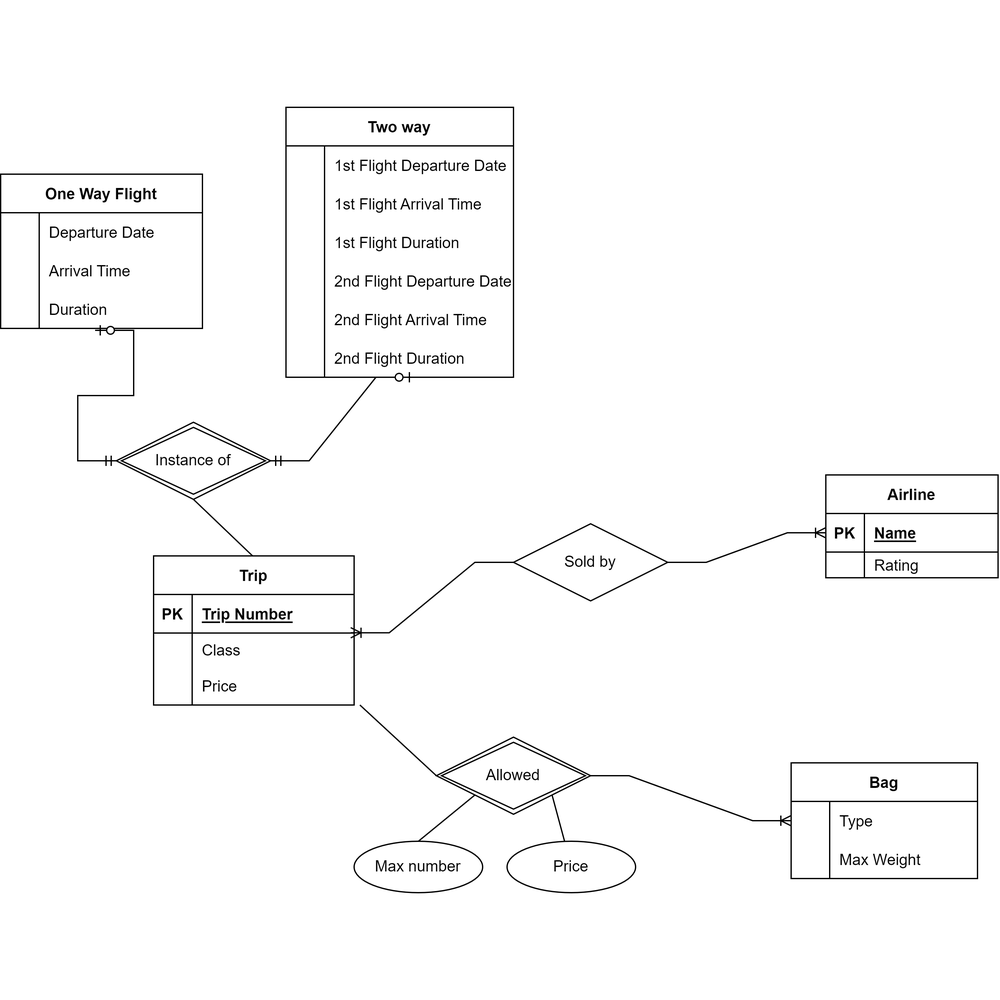 Two way
1st Flight Departure Date
1st Flight Arrival Time
1st Flight Duration
2nd Flight Departure Date
2nd Flight Arrival Time
2nd Flight Duration
One Way Flight
Departure Date
Arrival Time
Duration
Instance of
Trip
PK Trip Number
Class
Price
Sold by
Airline
PK Name
Rating
Allowed
Max number
Price
Bag
Type
Max Weight